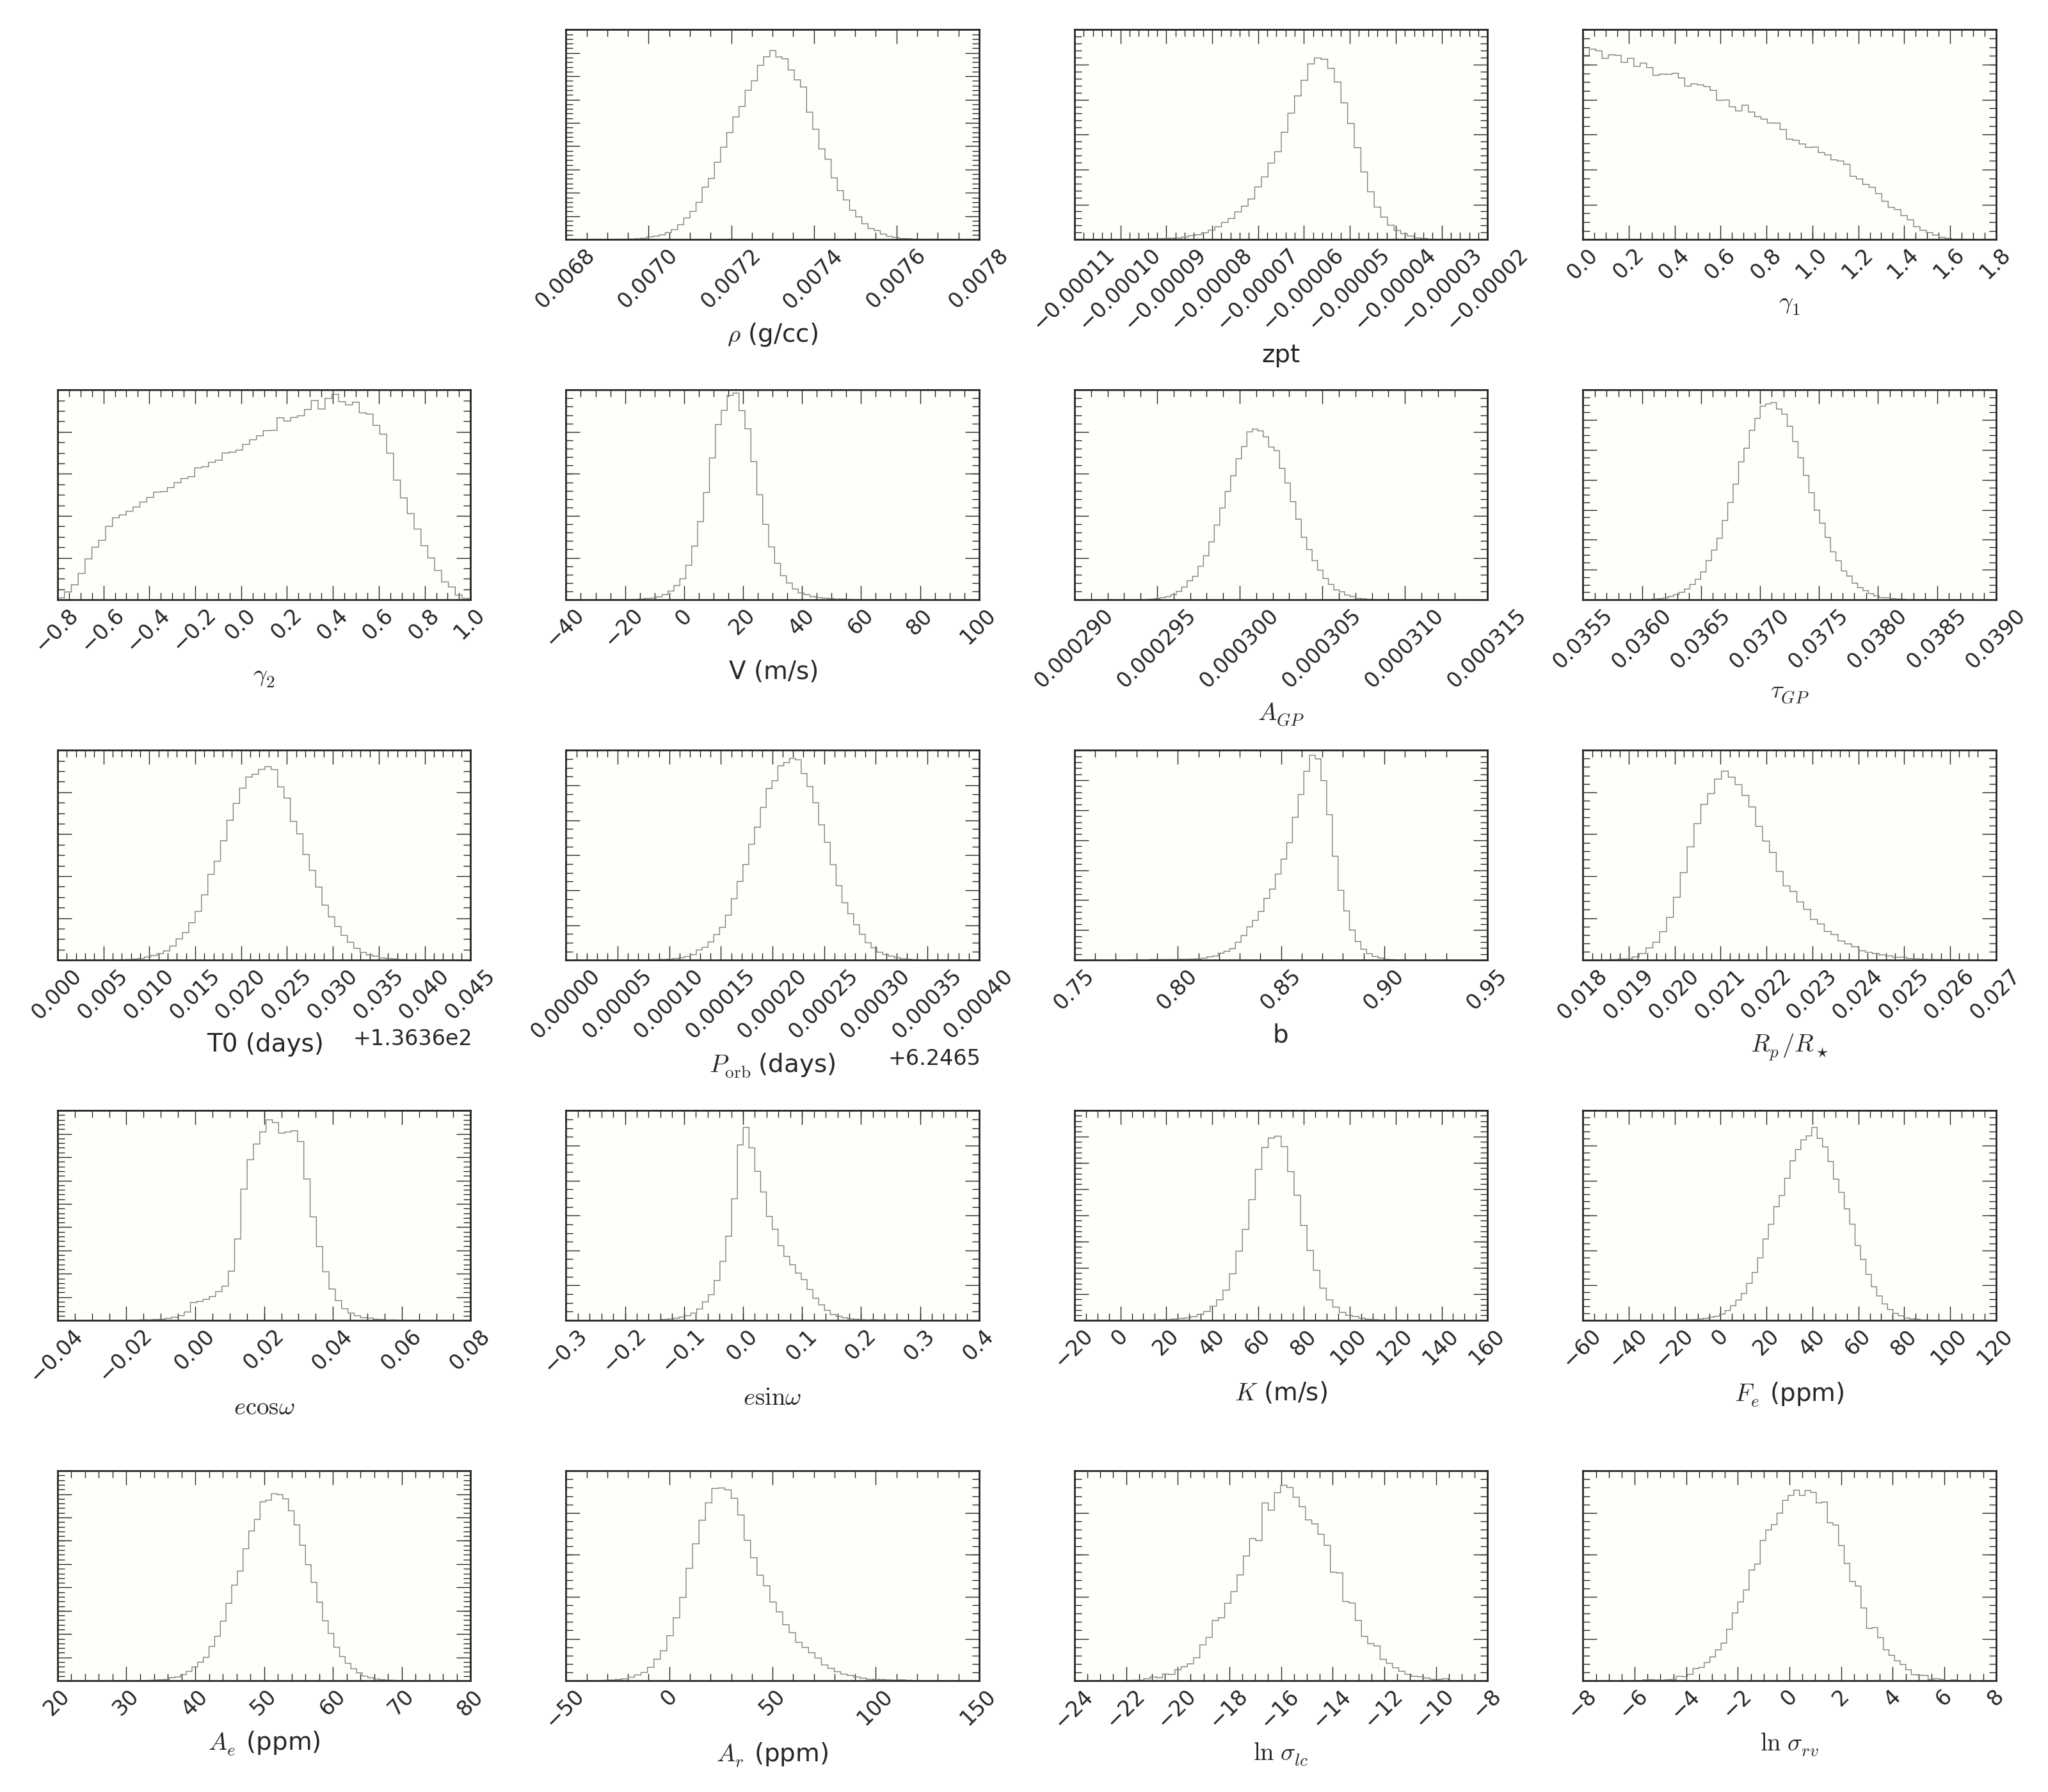 0.0068 0.0070 0.0072 0.0074 0.0076 0.0078
ρ (g/cc)
−0.00011 −0.00010 −0.00009 −0.00008 −0.00007 −0.00006 −0.00005 −0.00004 −0.00003 −0.00002
zpt
0.0 0.2 0.4 0.6 0.8 1.0 1.2 1.4 1.6 1.8
γ₁
−0.8 −0.6 −0.4 −0.2 0.0 0.2 0.4 0.6 0.8 1.0
γ₂
−40 −20 0 20 40 60 80 100
V (m/s)
0.000290 0.000295 0.000300 0.000305 0.000310 0.000315
A_GP
0.0355 0.0360 0.0365 0.0370 0.0375 0.0380 0.0385 0.0390
τ_GP
0.000 0.005 0.010 0.015 0.020 0.025 0.030 0.035 0.040 0.045
T0 (days) +1.3636e2
0.00000 0.00005 0.00010 0.00015 0.00020 0.00025 0.00030 0.00035 0.00040
P_orb (days) +6.2465
0.75 0.80 0.85 0.90 0.95
b
0.018 0.019 0.020 0.021 0.022 0.023 0.024 0.025 0.026 0.027
R_p/R_⋆
−0.04 −0.02 0.00 0.02 0.04 0.06 0.08
ecosω
−0.3 −0.2 −0.1 0.0 0.1 0.2 0.3 0.4
esinω
−20 0 20 40 60 80 100 120 140 160
K (m/s)
−60 −40 −20 0 20 40 60 80 100 120
F_e (ppm)
20 30 40 50 60 70 80
A_e (ppm)
−50 0 50 100 150
A_r (ppm)
−24 −22 −20 −18 −16 −14 −12 −10 −8
ln σ_lc
−8 −6 −4 −2 0 2 4 6 8
ln σ_rv